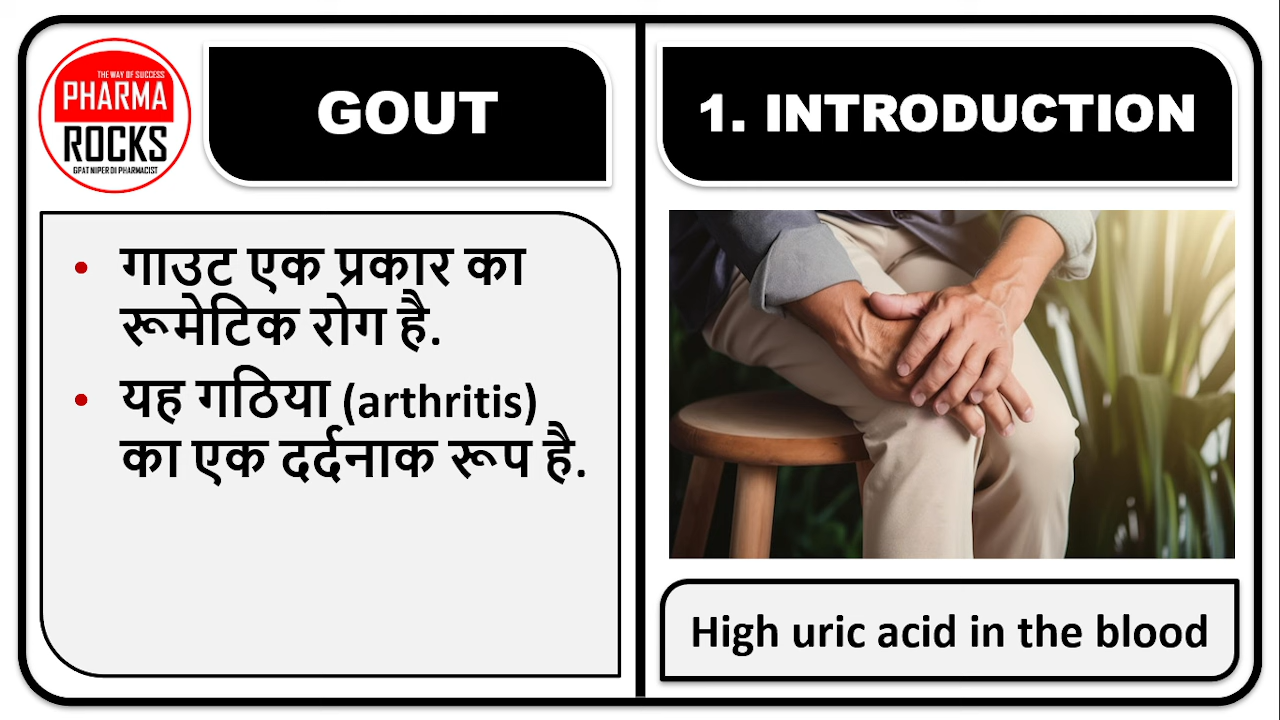 THE WAY OF SUCCESS
PHARMA
ROCKS
GPAT NIPER DI PHARMACIST
GOUT
• गाउट एक प्रकार का
रूमेटिक रोग है.
• यह गठिया (arthritis)
का एक दर्दनाक रूप है.
1. INTRODUCTION
High uric acid in the blood